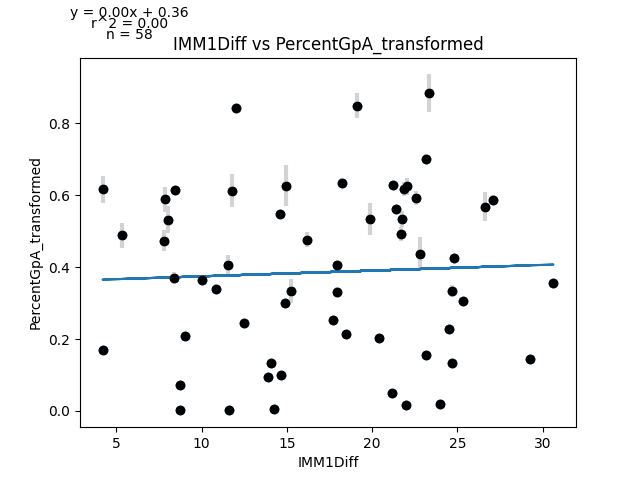 y = 0.00x + 0.36
r^2 = 0.00
n = 58
IMM1Diff vs PercentGpA_transformed
PercentGpA_transformed
0.8
0.6
0.4
0.2
0.0
5 10 15 20 25 30
IMM1Diff